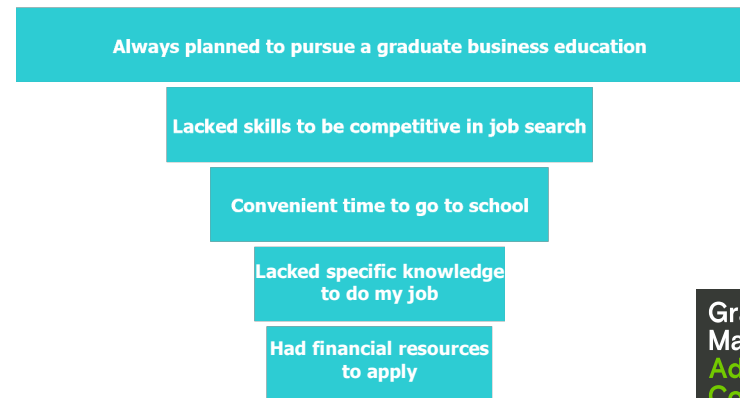 Always planned to pursue a graduate business education
Lacked skills to be competitive in job search
Convenient time to go to school
Lacked specific knowledge
to do my job
Had financial resources
to apply